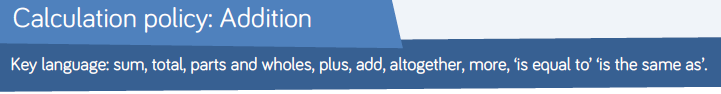 Calculation policy: Addition
Key language: sum, total, parts and wholes, plus, add, altogether, more, ‘is equal to’ ‘is the same as’.